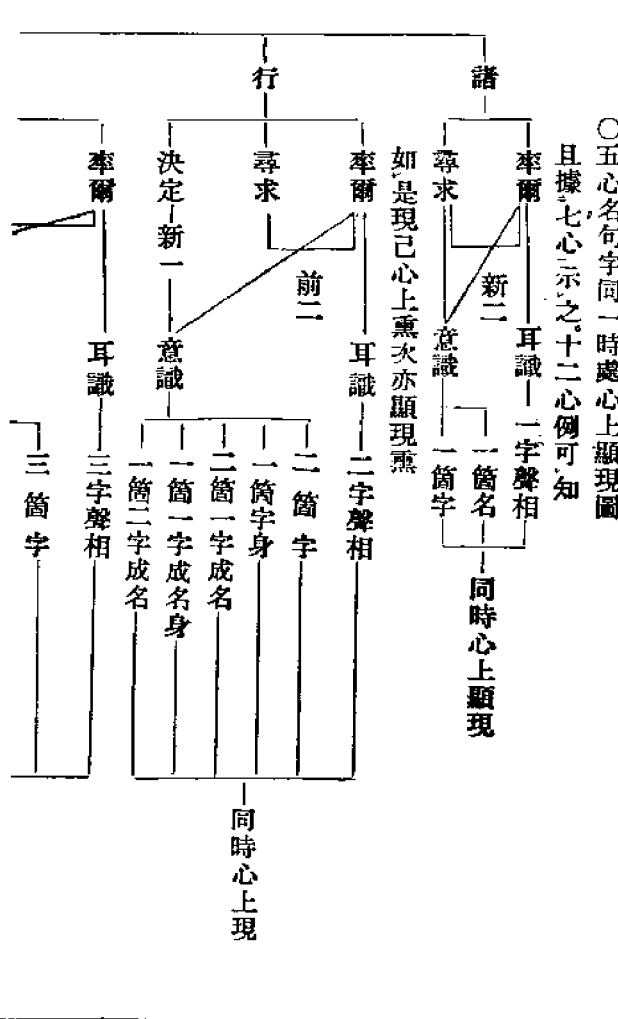 〇五心名句字同一時處心上顯現圖
且據七心示之。十二心例可知
諸
率爾
耳識
一字聲相
新二
尋求
意識
一箇名
一箇字
同時心上顯現
如是現已心上熏次亦顯現熏
行
率爾
耳識
二字聲相
前二
尋求
決定
新一
意識
二箇字
一箇字身
二箇一字成名
一箇一字成名身
一箇二字成名
同時心上現
率爾
耳識
三字聲相
三箇字